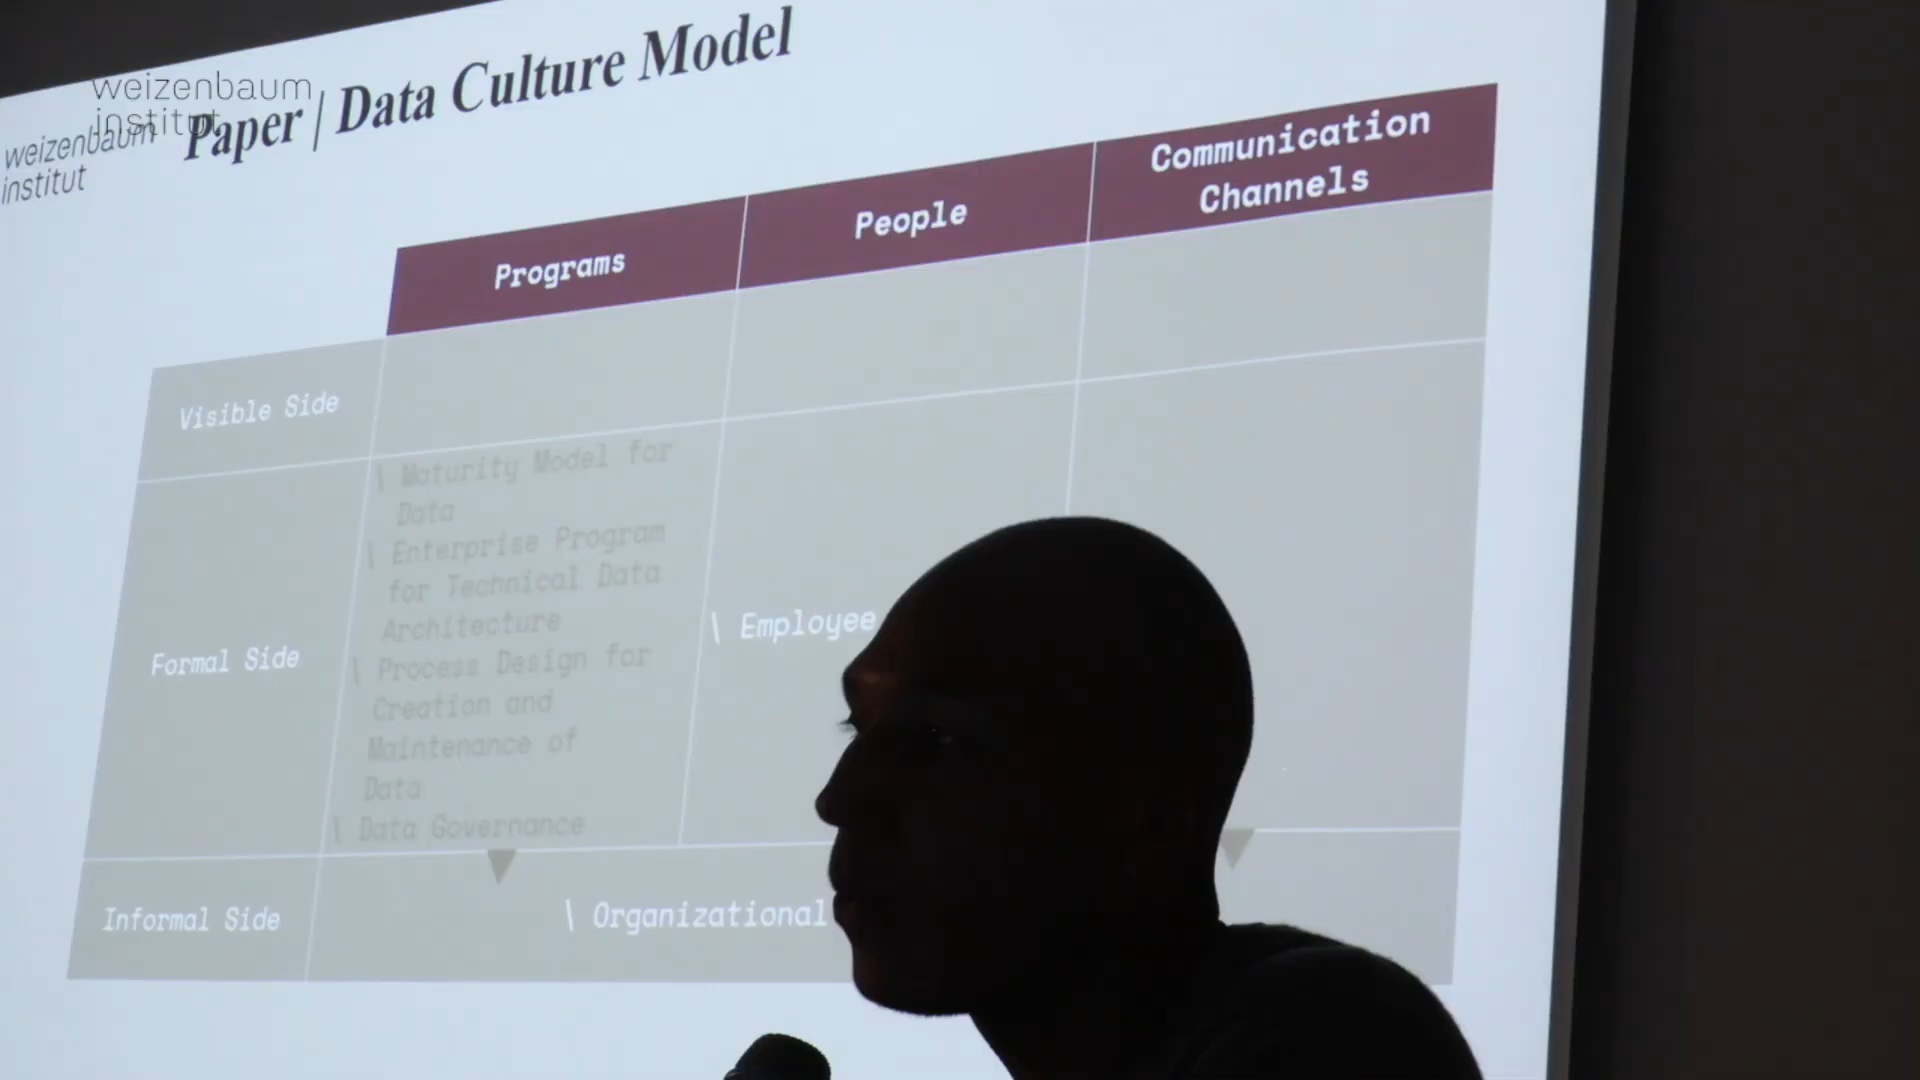 weizenbaum
institut
weizenbaum
institut
Paper | Data Culture Model
Programs
People
Communication
Channels
Visible Side
Formal Side
\ Maturity Model for
Data
\ Enterprise Program
for Technical Data
Architecture
\ Process Design for
Creation and
Maintenance of
Data
\ Data Governance
\ Employee
Informal Side
\ Organizational